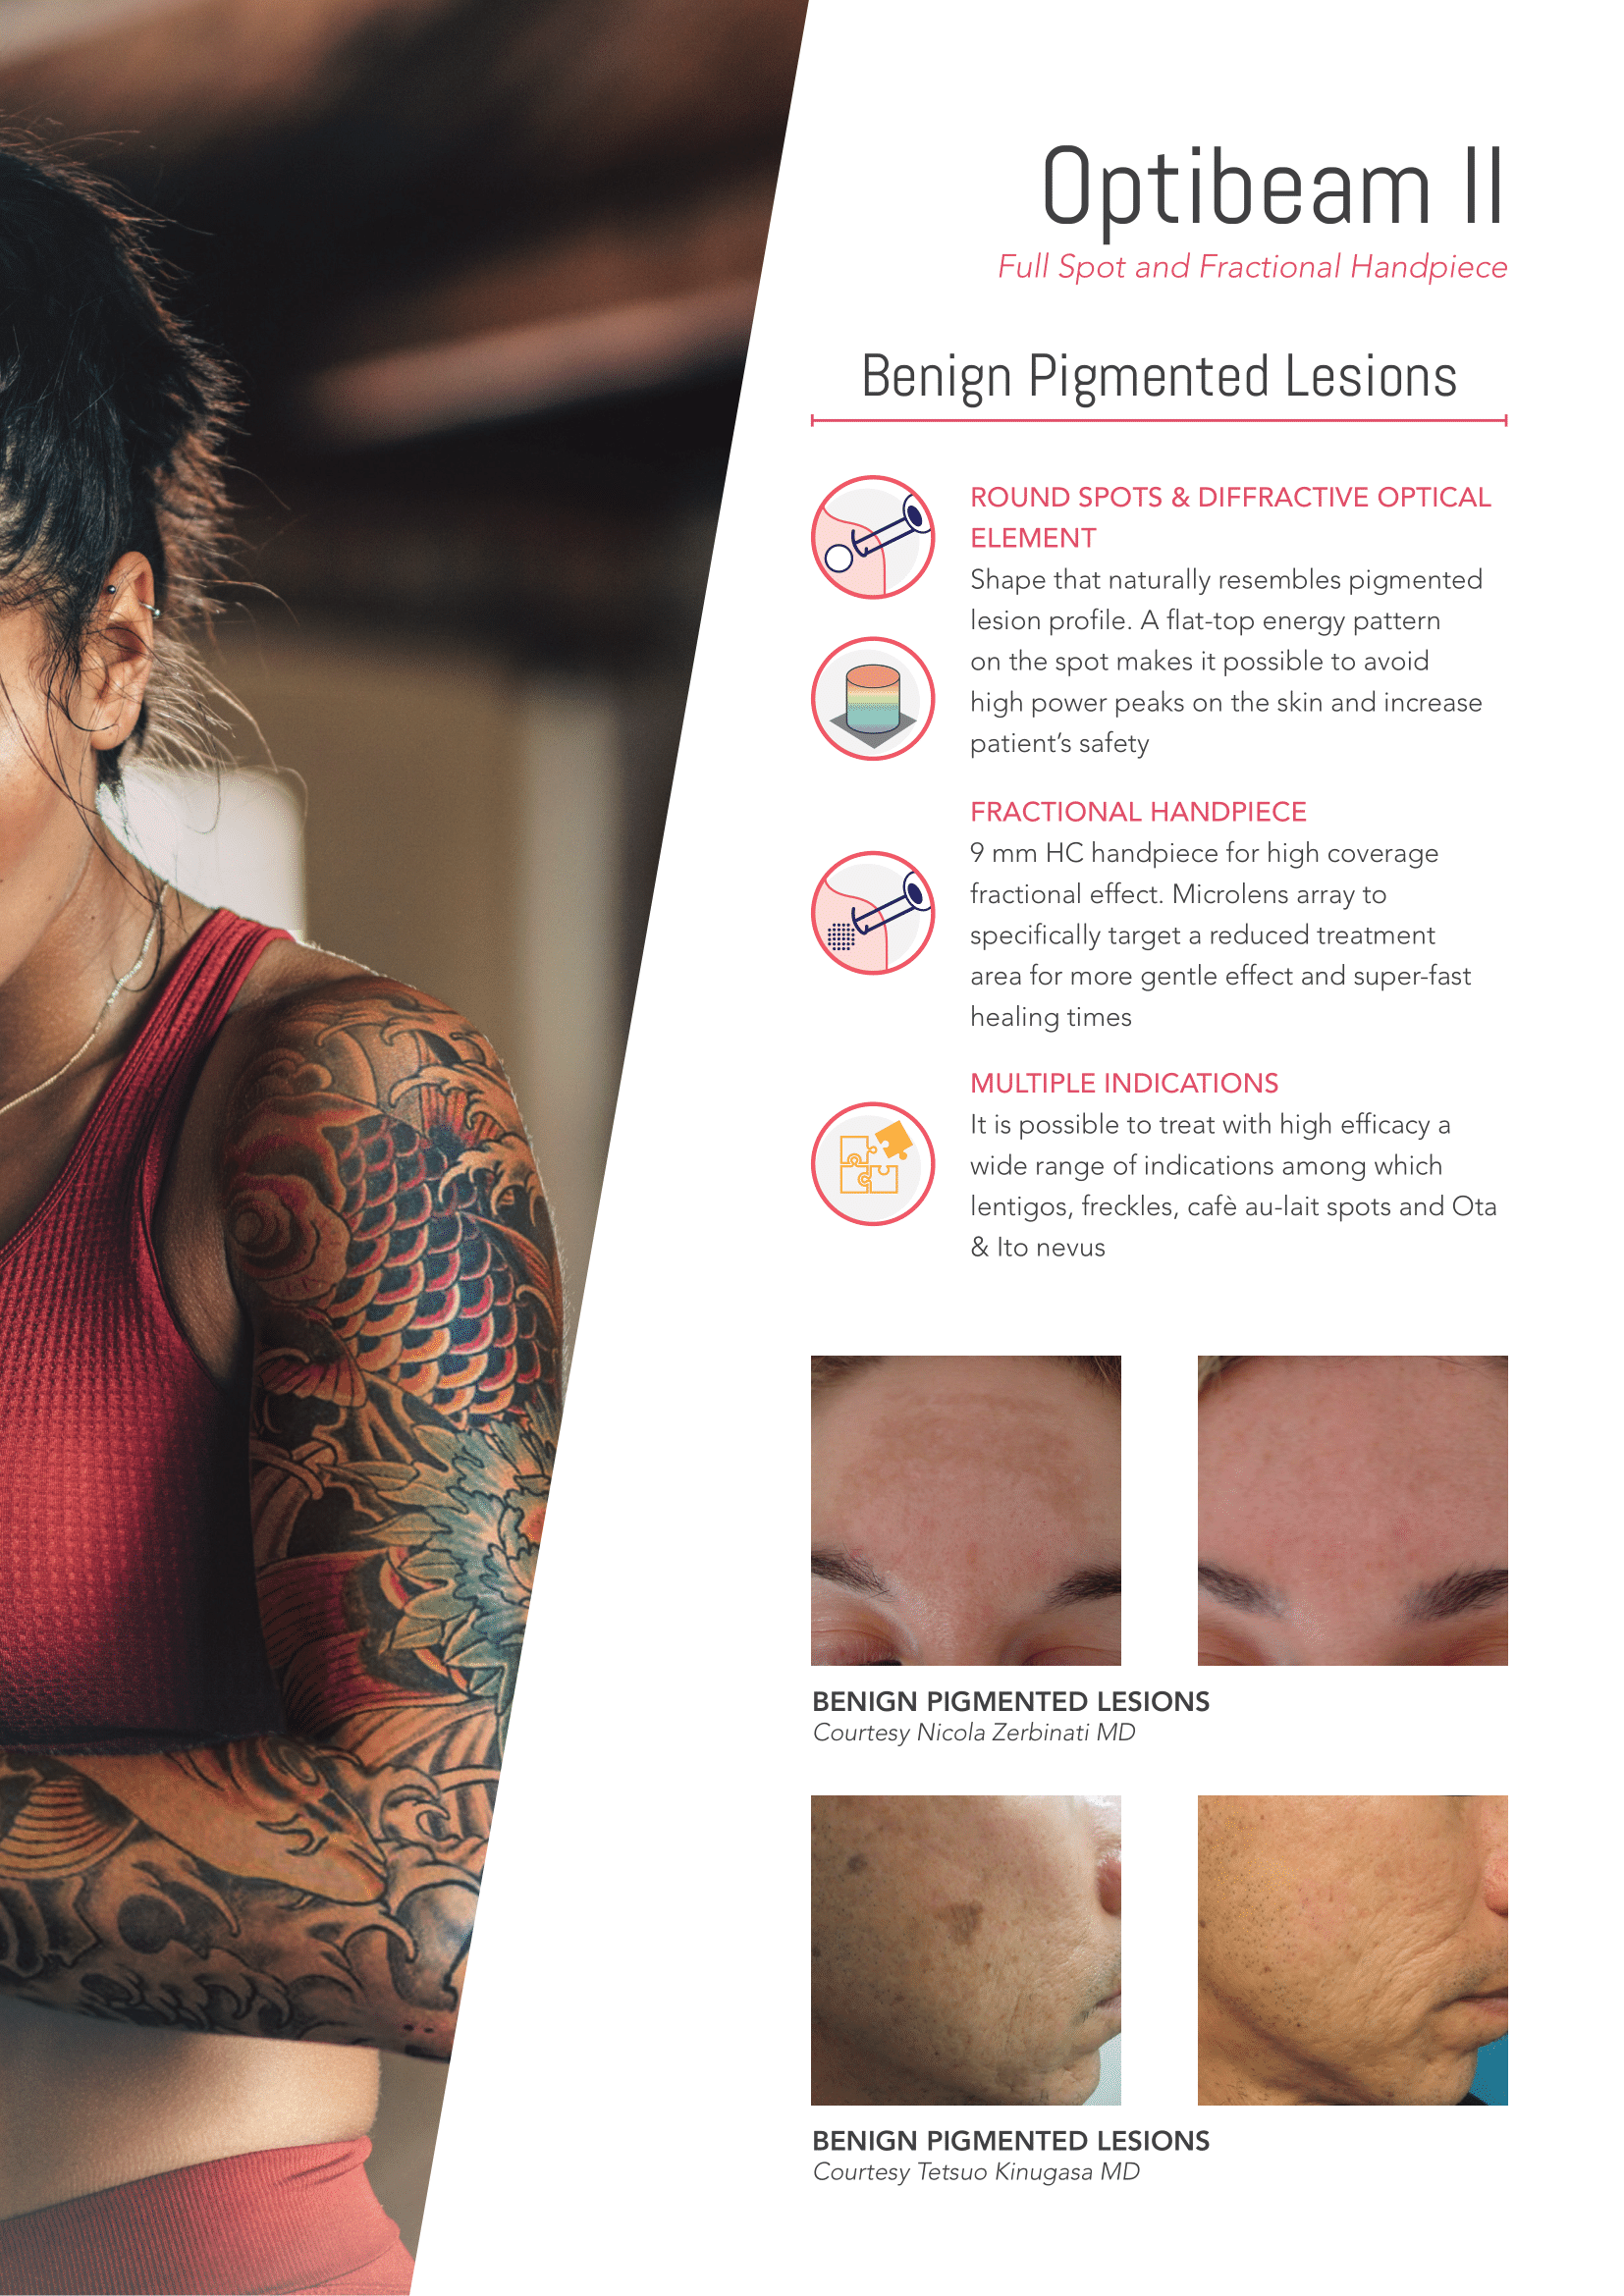 Optibeam II
Full Spot and Fractional Handpiece
Benign Pigmented Lesions
ROUND SPOTS & DIFFRACTIVE OPTICAL
ELEMENT
Shape that naturally resembles pigmented
lesion profile. A flat-top energy pattern
on the spot makes it possible to avoid
high power peaks on the skin and increase
patient’s safety
FRACTIONAL HANDPIECE
9 mm HC handpiece for high coverage
fractional effect. Microlens array to
specifically target a reduced treatment
area for more gentle effect and super-fast
healing times
MULTIPLE INDICATIONS
It is possible to treat with high efficacy a
wide range of indications among which
lentigos, freckles, cafè au-lait spots and Ota
& Ito nevus
BENIGN PIGMENTED LESIONS
Courtesy Nicola Zerbinati MD
BENIGN PIGMENTED LESIONS
Courtesy Tetsuo Kinugasa MD